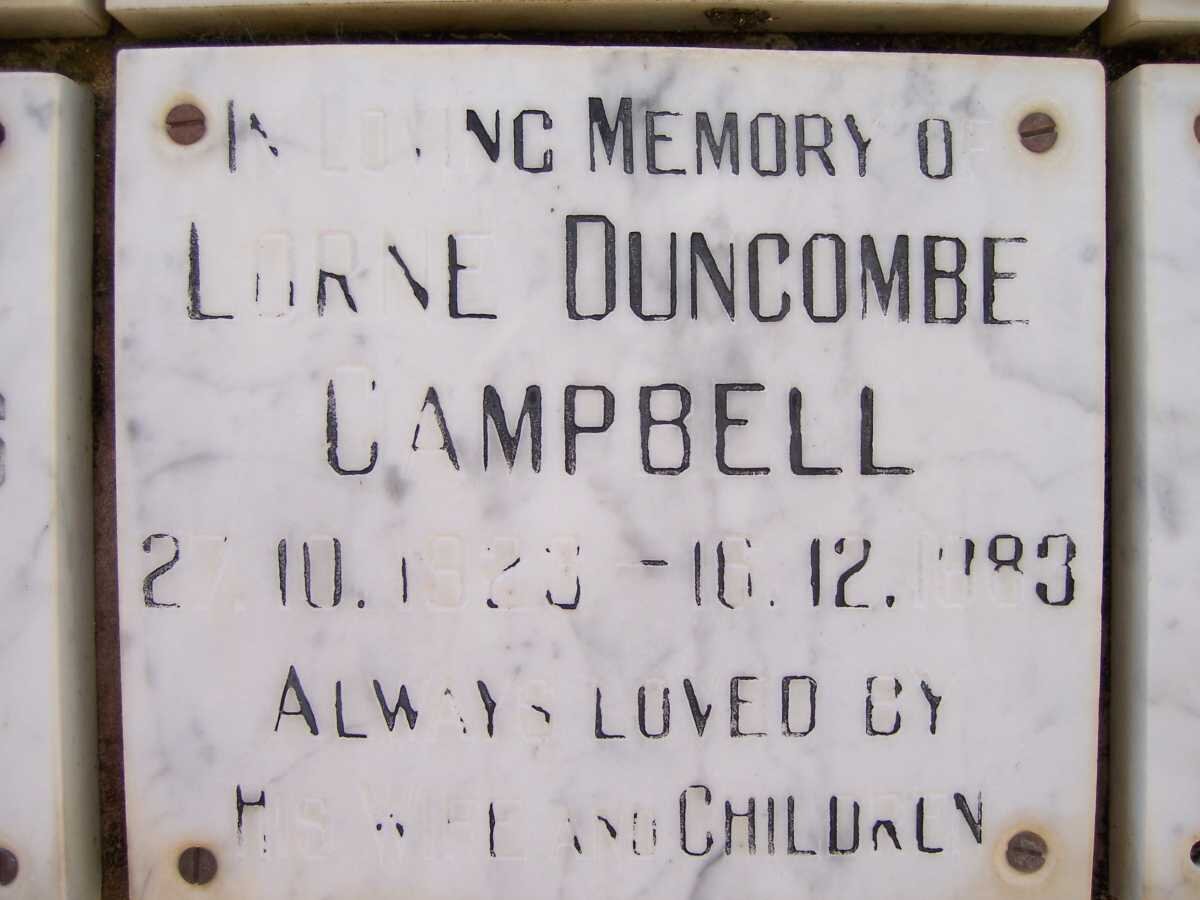 IN LOVING MEMORY OF
LORNE DUNCOMBE
CAMPBELL
27.10.1923 - 16.12.1983
ALWAYS LOVED BY
HIS WIFE AND CHILDREN